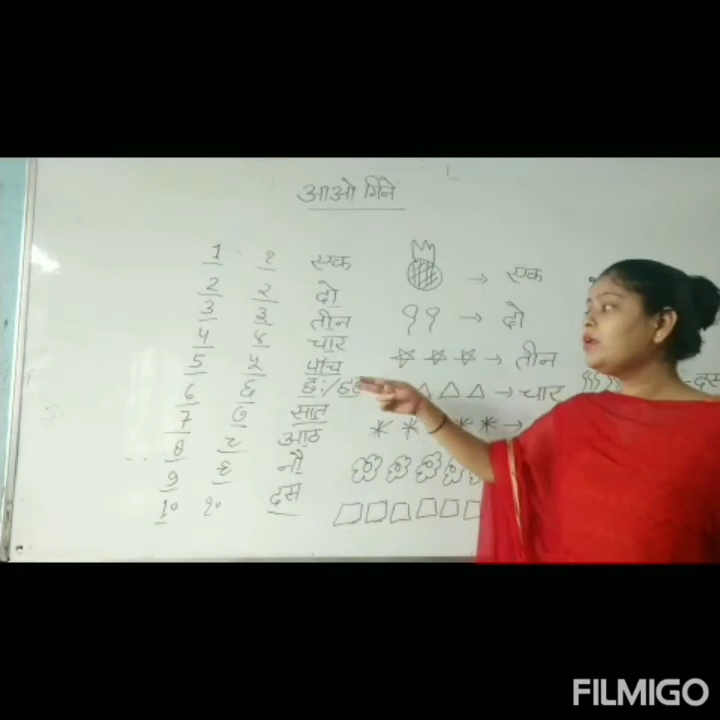 आओ गिनें
1 १ एक → एक
2 २ दो → दो
3 ३ तीन → तीन
4 ४ चार → चार
5 ५ पाँच
6 ६ छः/
7 ७ सात
8 ८ आठ
9 ९ नौ
10 १० दस
-दस
FILMIGO